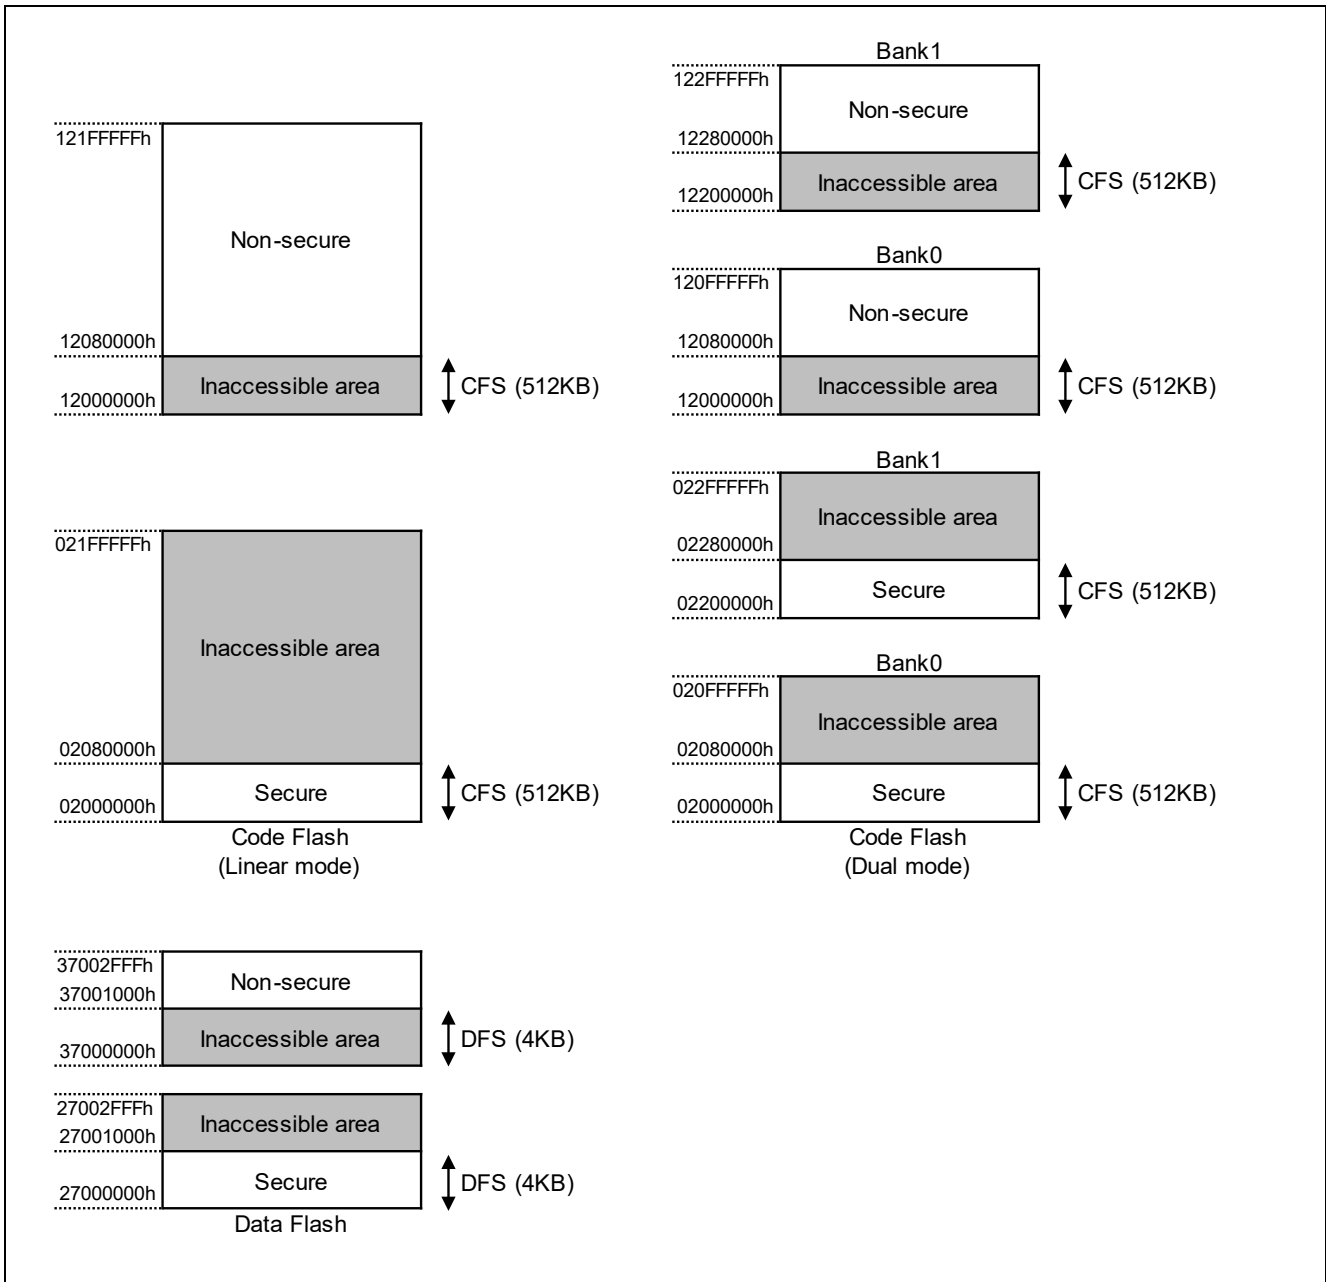 121FFFFFh
Non-secure
12080000h
Inaccessible area
12000000h
CFS (512KB)
021FFFFFh
Inaccessible area
02080000h
Secure
02000000h
CFS (512KB)
Code Flash
(Linear mode)
Bank1
122FFFFFh
Non-secure
12280000h
Inaccessible area
12200000h
CFS (512KB)
Bank0
120FFFFFh
Non-secure
12080000h
Inaccessible area
12000000h
CFS (512KB)
Bank1
022FFFFFh
Inaccessible area
02280000h
Secure
02200000h
CFS (512KB)
Bank0
020FFFFFh
Inaccessible area
02080000h
Secure
02000000h
CFS (512KB)
Code Flash
(Dual mode)
37002FFFh
Non-secure
37001000h
Inaccessible area
37000000h
DFS (4KB)
27002FFFh
Inaccessible area
27001000h
Secure
27000000h
DFS (4KB)
Data Flash